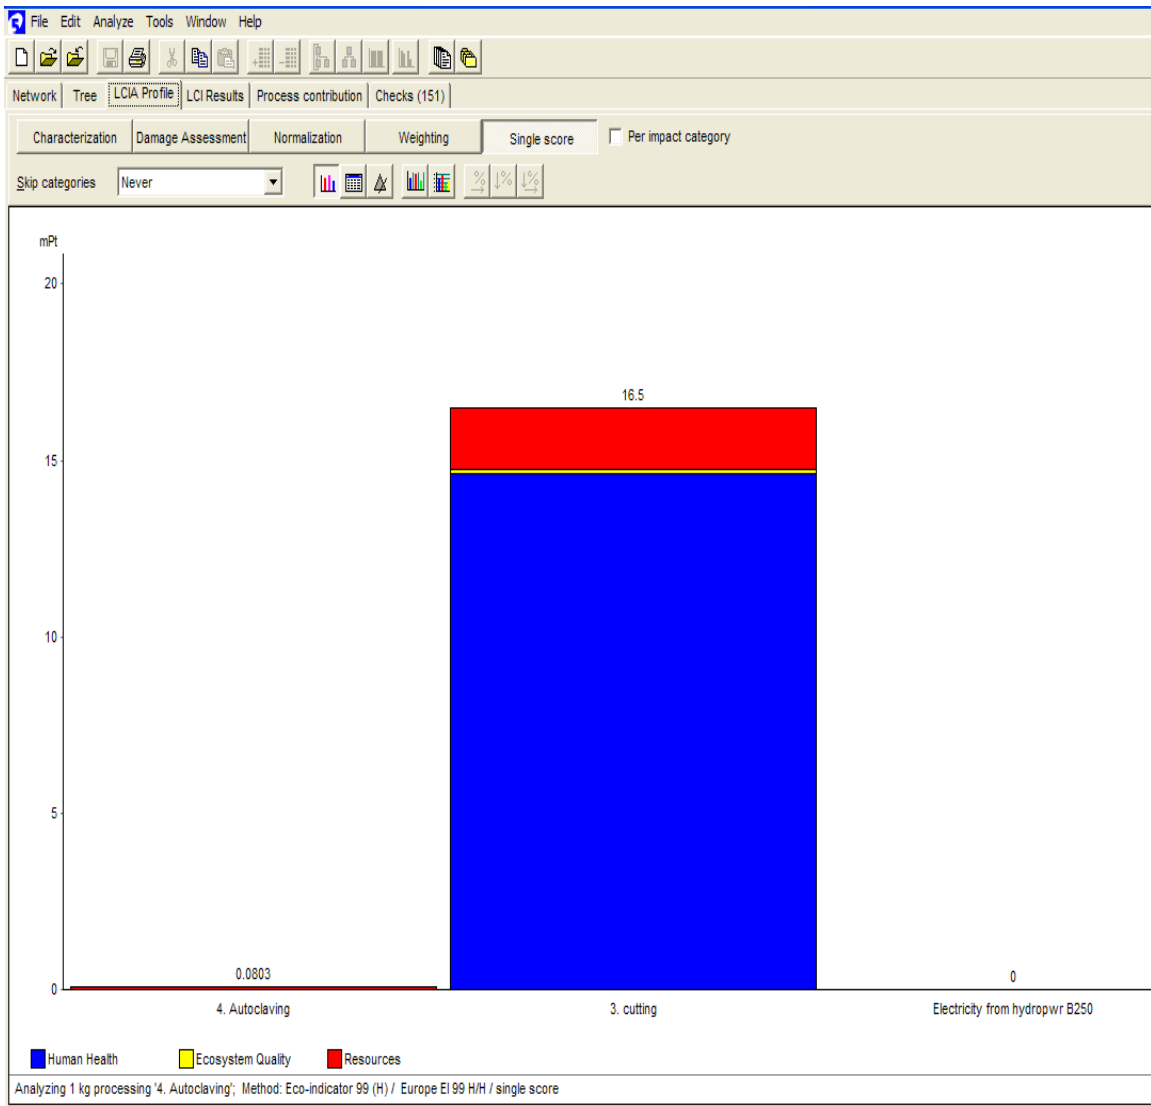 File Edit Analyze Tools Window Help
Network Tree LCIA Profile LCI Results Process contribution Checks (151)
Characterization Damage Assessment Normalization Weighting Single score Per impact category
Skip categories Never
mPt
20
16.5
15
10
5
0.0803
0
0
4. Autoclaving 3. cutting Electricity from hydropwr B250
Human Health Ecosystem Quality Resources
Analyzing 1 kg processing '4. Autoclaving'; Method: Eco-indicator 99 (H) / Europe EI 99 H/H / single score